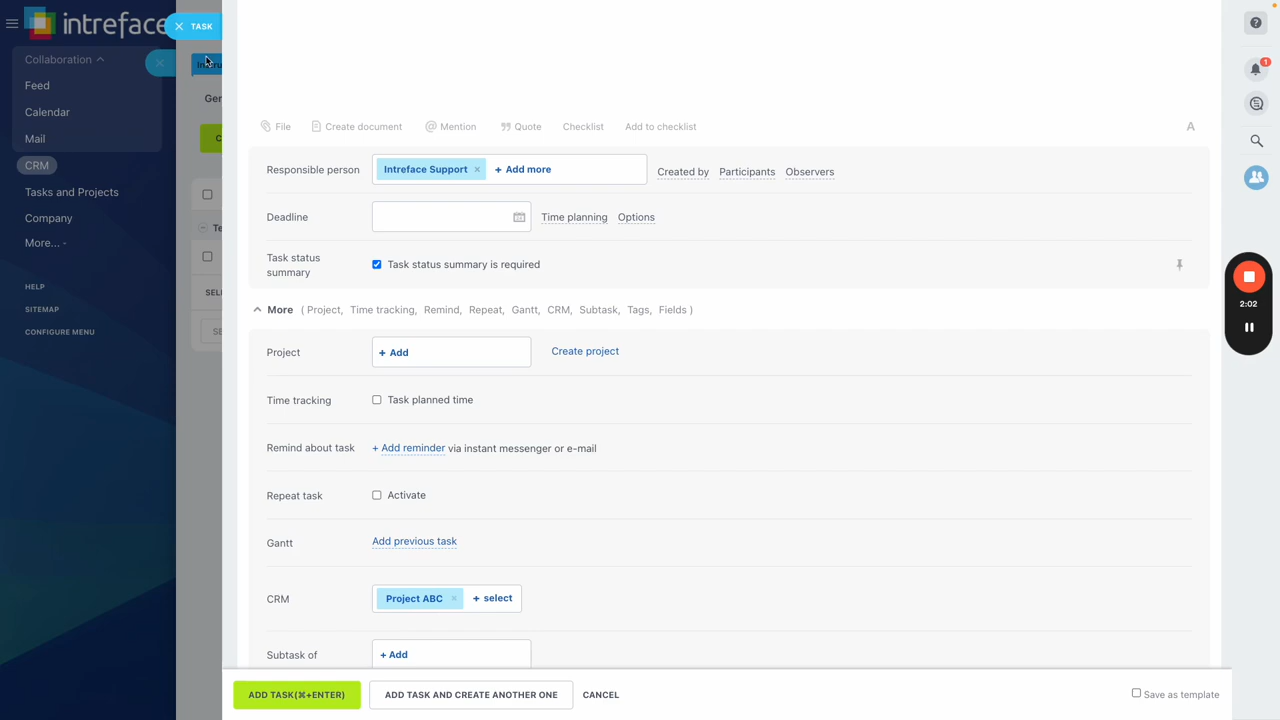 intreface
TASK
Collaboration
Feed
Calendar
Mail
CRM
Tasks and Projects
Company
More...
HELP
SITEMAP
CONFIGURE MENU
Ger
C
Te
SEL
SE
File
Create document
Mention
Quote
Checklist
Add to checklist
A
Responsible person
Intreface Support ×
+ Add more
Created by
Participants
Observers
Deadline
Time planning
Options
Task status
summary
Task status summary is required
More ( Project, Time tracking, Remind, Repeat, Gantt, CRM, Subtask, Tags, Fields )
Project
+ Add
Create project
Time tracking
Task planned time
Remind about task
+ Add reminder via instant messenger or e-mail
Repeat task
Activate
Gantt
Add previous task
CRM
Project ABC ×
+ select
Subtask of
+ Add
ADD TASK(⌘+ENTER)
ADD TASK AND CREATE ANOTHER ONE
CANCEL
Save as template
?
1
2:02